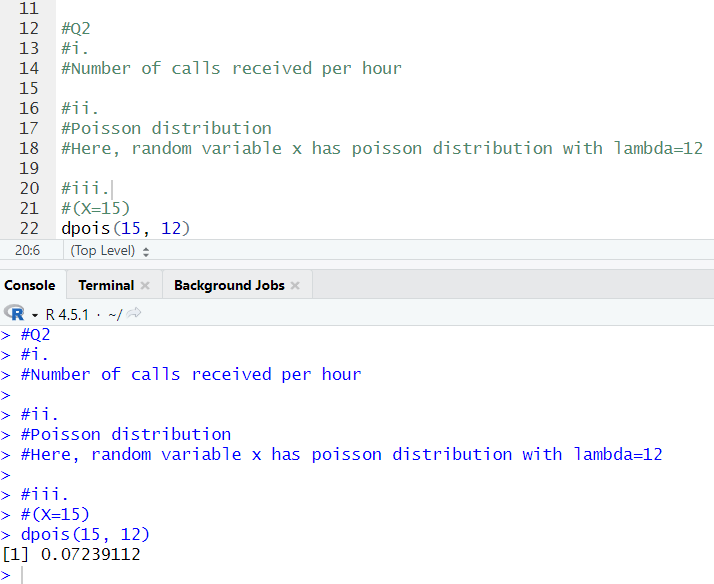 11
12 #Q2
13 #i.
14 #Number of calls received per hour
15
16 #ii.
17 #Poisson distribution
18 #Here, random variable x has poisson distribution with lambda=12
19
20 #iii.
21 #(X=15)
22 dpois(15, 12)
20:6 (Top Level)
Console Terminal Background Jobs
R R 4.5.1 · ~/
> #Q2
> #i.
> #Number of calls received per hour
>
> #ii.
> #Poisson distribution
> #Here, random variable x has poisson distribution with lambda=12
>
> #iii.
> #(X=15)
> dpois(15, 12)
[1] 0.07239112
>